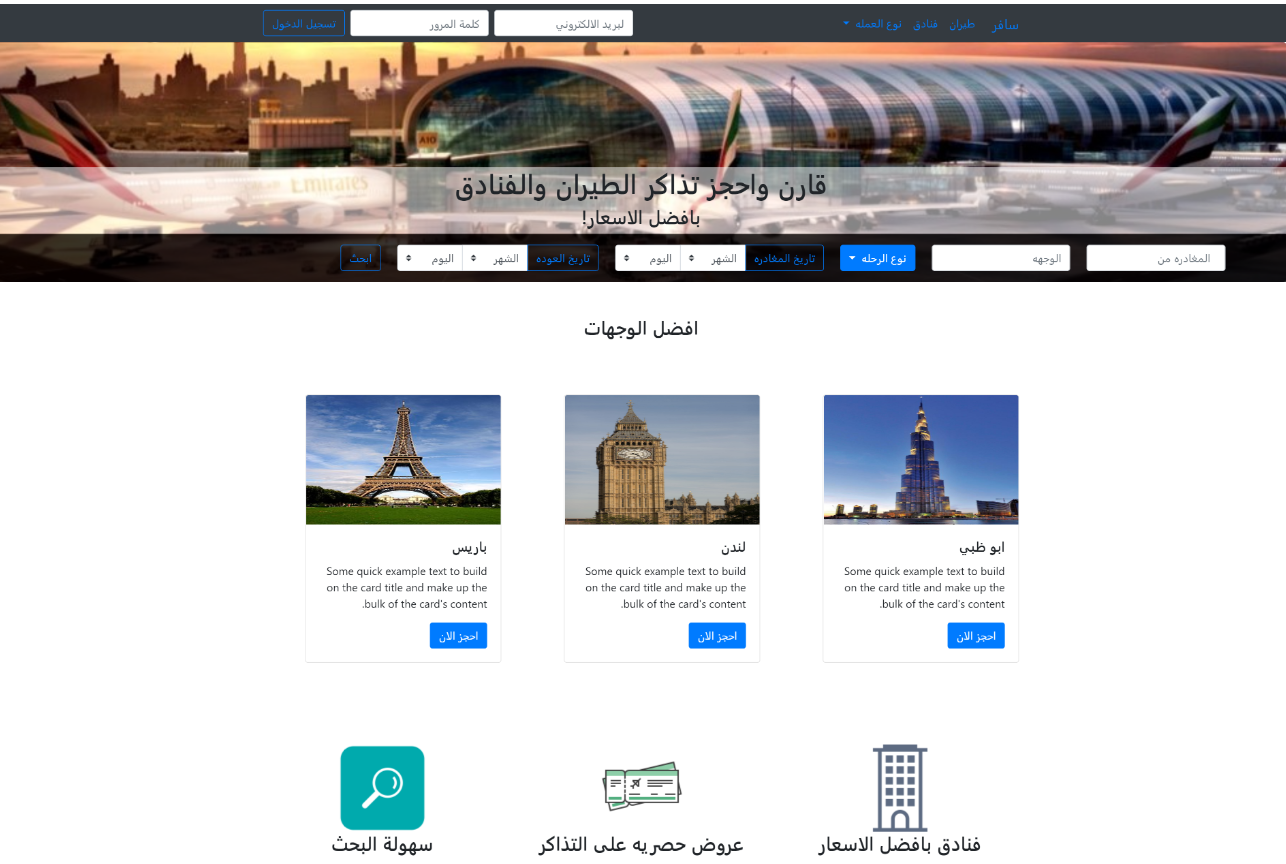 سافر طيران فنادق نوع العمله لبريد الالكتروني كلمة المرور تسجيل الدخول
A10
Emirates
قارن واحجز تذاكر الطيران والفنادق
بافضل الاسعار!
المغادره من الوجهه نوع الرحله تاريخ المغادره الشهر اليوم تاريخ العوده الشهر اليوم ابحث
افضل الوجهات
ابو ظبي
Some quick example text to build
on the card title and make up the
.bulk of the card's content
احجز الان
لندن
Some quick example text to build
on the card title and make up the
.bulk of the card's content
احجز الان
باريس
Some quick example text to build
on the card title and make up the
.bulk of the card's content
احجز الان
فنادق بافضل الاسعار
عروض حصريه على التذاكر
سهولة البحث